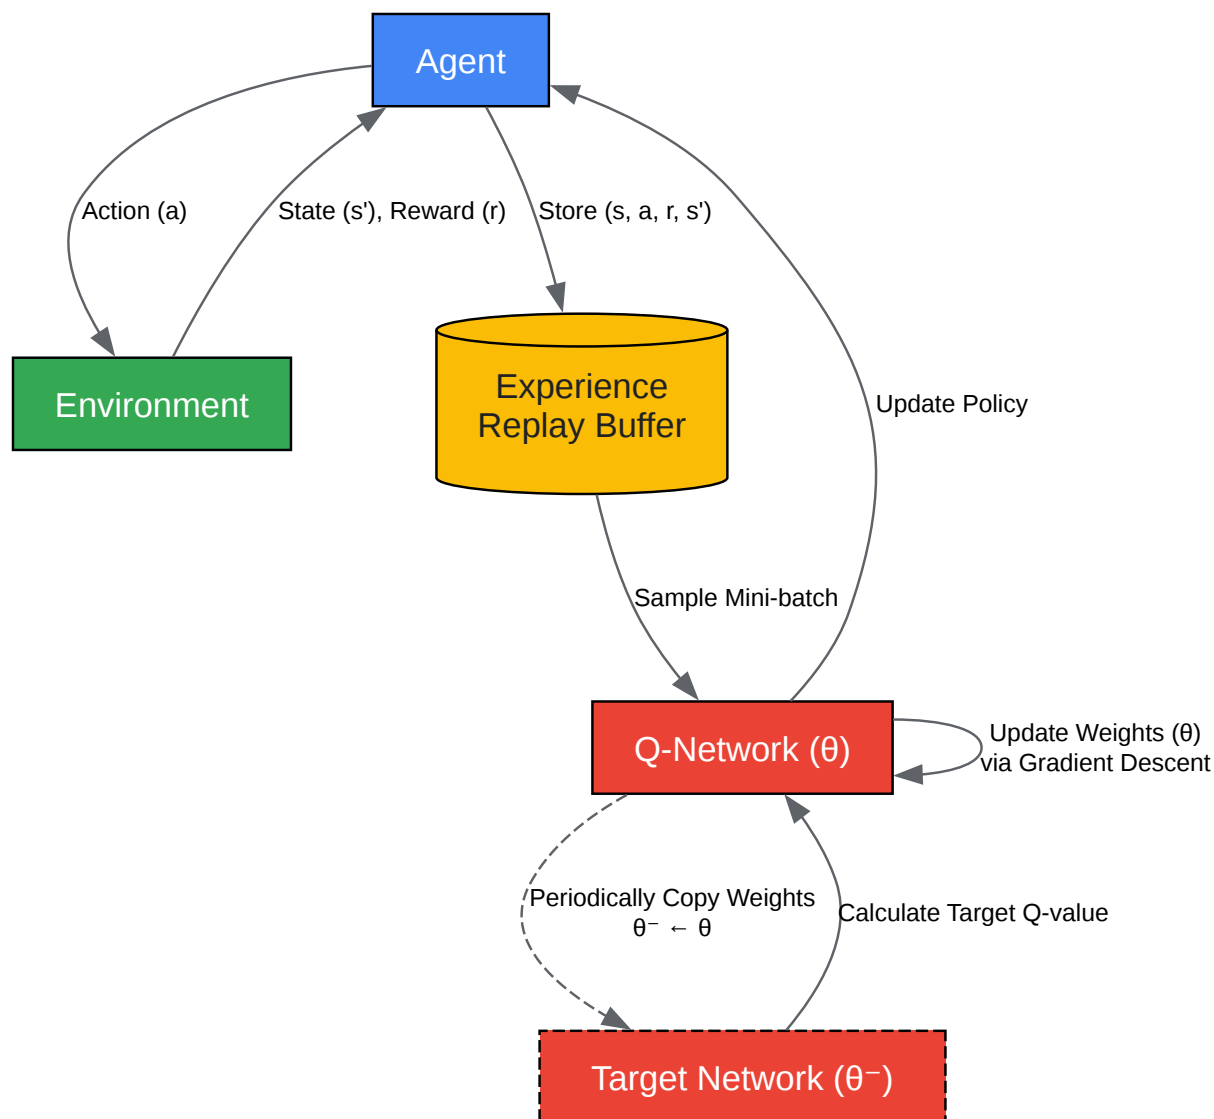 Agent
Action (a)
State (s'), Reward (r)
Store (s, a, r, s')
Environment
Experience
Replay Buffer
Update Policy
Sample Mini-batch
Q-Network (θ)
Update Weights (θ)
via Gradient Descent
Periodically Copy Weights
θ⁻ ← θ
Calculate Target Q-value
Target Network (θ⁻)